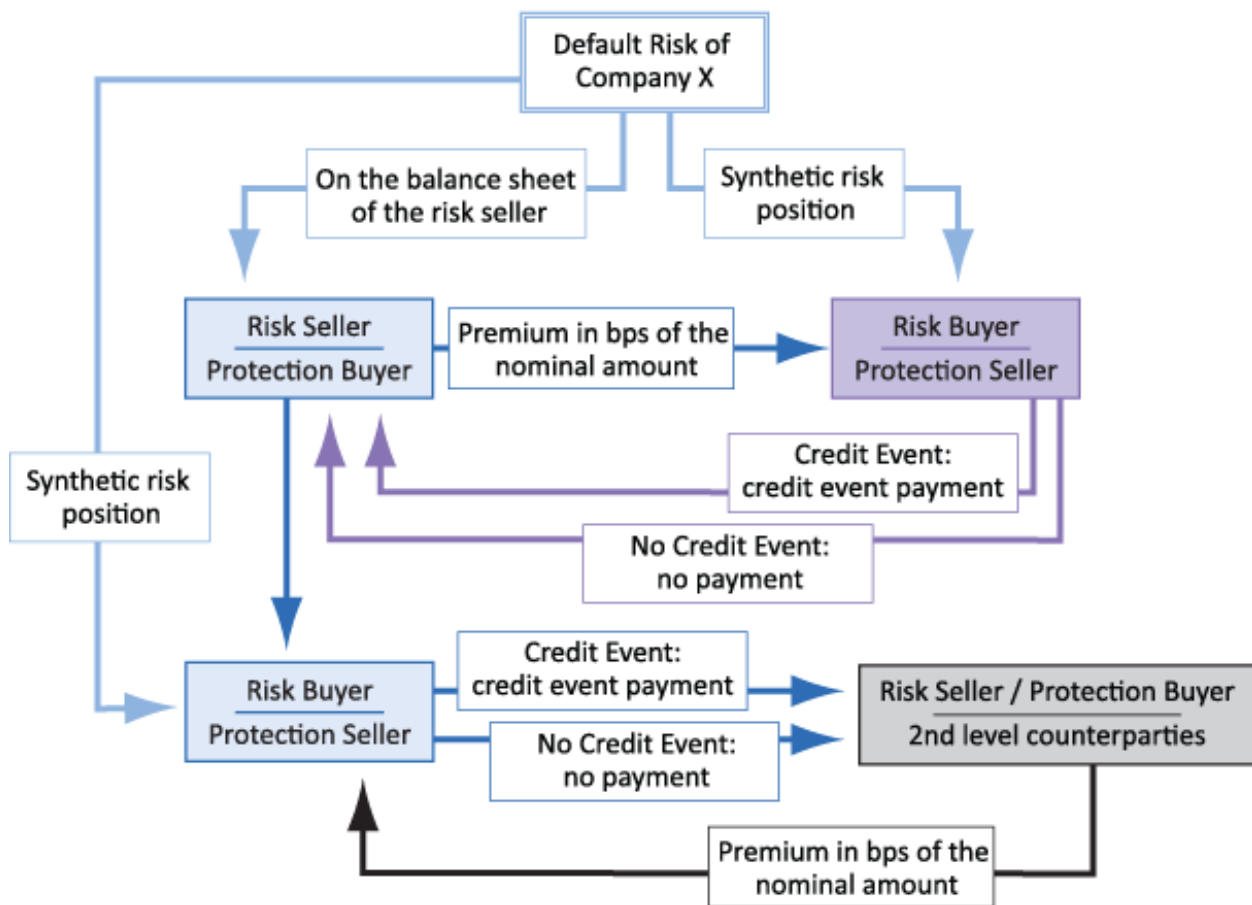 Default Risk of
Company X
On the balance sheet
of the risk seller
Synthetic risk
position
Risk Seller
Protection Buyer
Premium in bps of the
nominal amount
Risk Buyer
Protection Seller
Credit Event:
credit event payment
Synthetic risk
position
No Credit Event:
no payment
Risk Buyer
Protection Seller
Credit Event:
credit event payment
No Credit Event:
no payment
Risk Seller / Protection Buyer
2nd level counterparties
Premium in bps of the
nominal amount